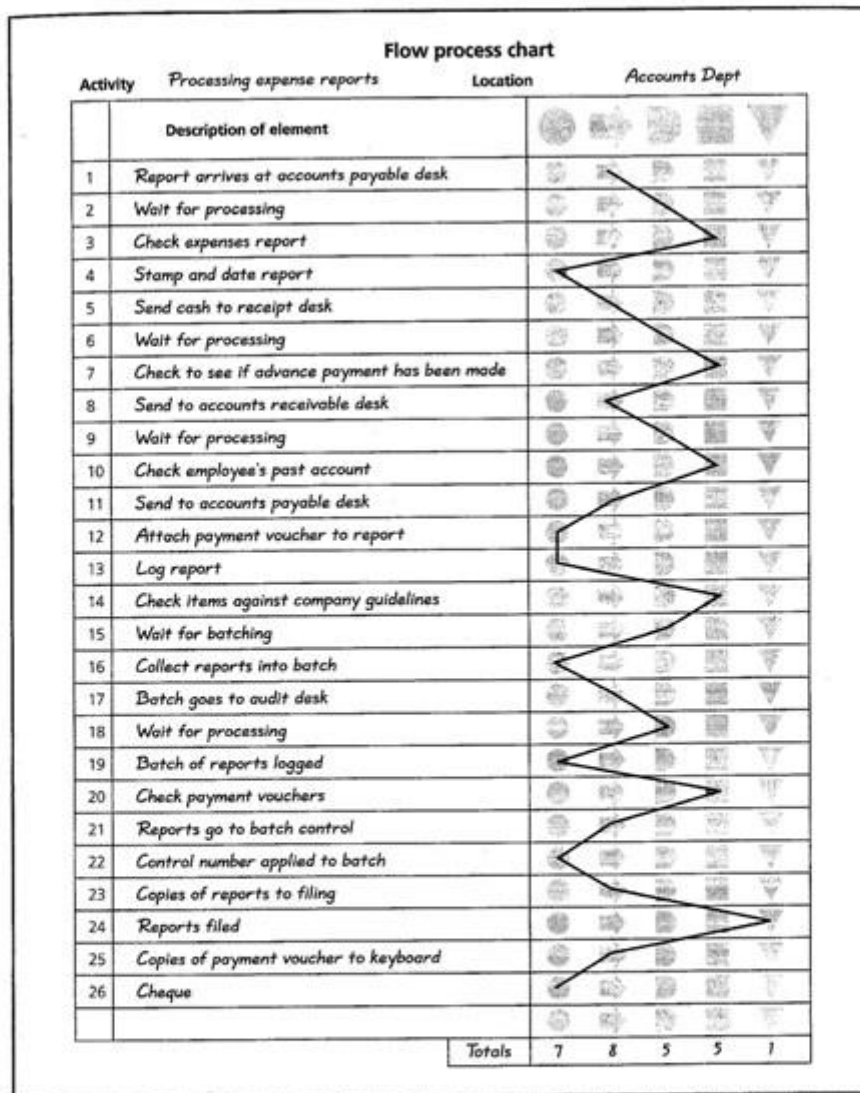 Flow process chart
Activity Processing expense reports Location Accounts Dept
Description of element
1 Report arrives at accounts payable desk
2 Wait for processing
3 Check expenses report
4 Stamp and date report
5 Send cash to receipt desk
6 Wait for processing
7 Check to see if advance payment has been made
8 Send to accounts receivable desk
9 Wait for processing
10 Check employee's past account
11 Send to accounts payable desk
12 Attach payment voucher to report
13 Log report
14 Check items against company guidelines
15 Wait for batching
16 Collect reports into batch
17 Batch goes to audit desk
18 Wait for processing
19 Batch of reports logged
20 Check payment vouchers
21 Reports go to batch control
22 Control number applied to batch
23 Copies of reports to filing
24 Reports filed
25 Copies of payment voucher to keyboard
26 Cheque
Totals 7 8 5 5 1